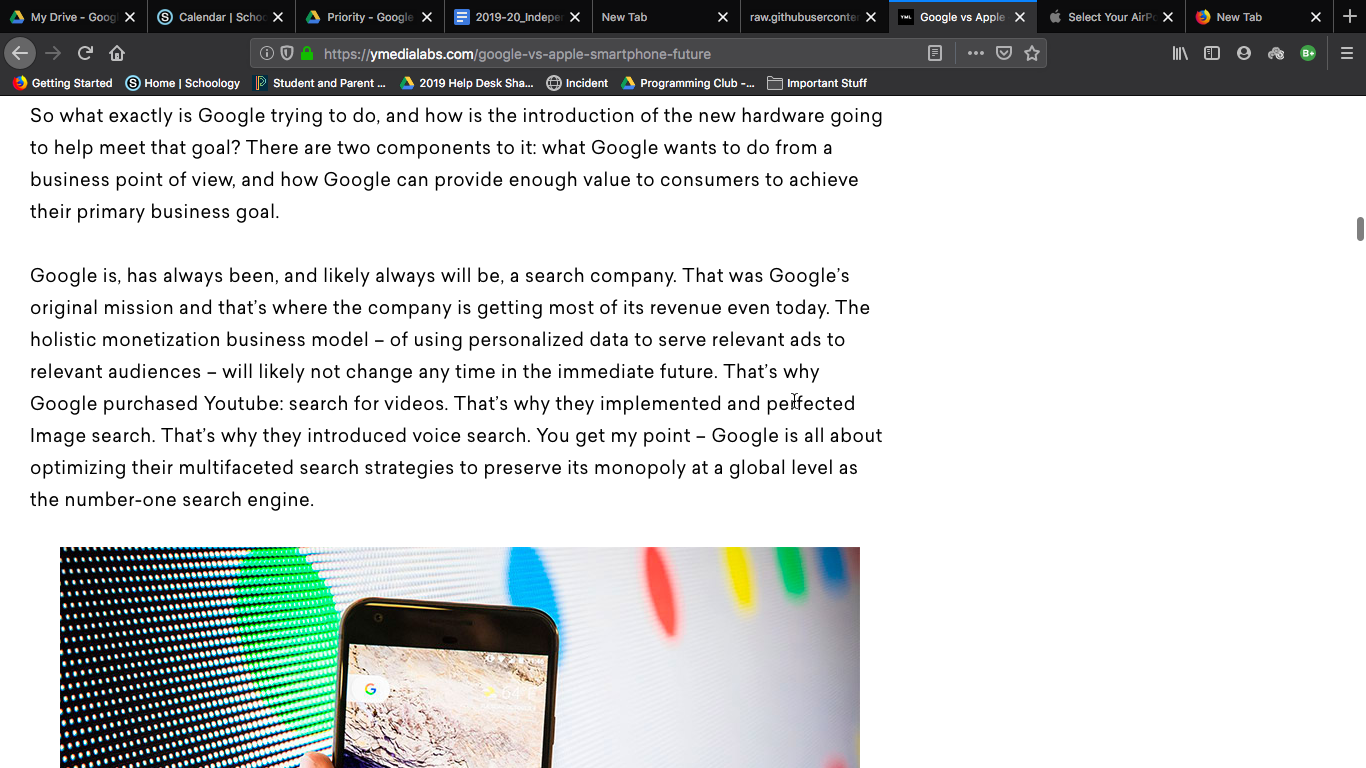 My Drive - Googl
Calendar | Schoo
Priority - Google
2019-20_Indeper
New Tab
raw.githubuserconter
YML
Google vs Apple
Select Your AirPo
New Tab
https://ymedialabs.com/google-vs-apple-smartphone-future
B+
Getting Started
Home | Schoology
Student and Parent ...
2019 Help Desk Sha...
Incident
Programming Club -...
Important Stuff
So what exactly is Google trying to do, and how is the introduction of the new hardware going
to help meet that goal? There are two components to it: what Google wants to do from a
business point of view, and how Google can provide enough value to consumers to achieve
their primary business goal.
Google is, has always been, and likely always will be, a search company. That was Google’s
original mission and that’s where the company is getting most of its revenue even today. The
holistic monetization business model – of using personalized data to serve relevant ads to
relevant audiences – will likely not change any time in the immediate future. That’s why
Google purchased Youtube: search for videos. That’s why they implemented and perfected
Image search. That’s why they introduced voice search. You get my point – Google is all about
optimizing their multifaceted search strategies to preserve its monopoly at a global level as
the number-one search engine.
G